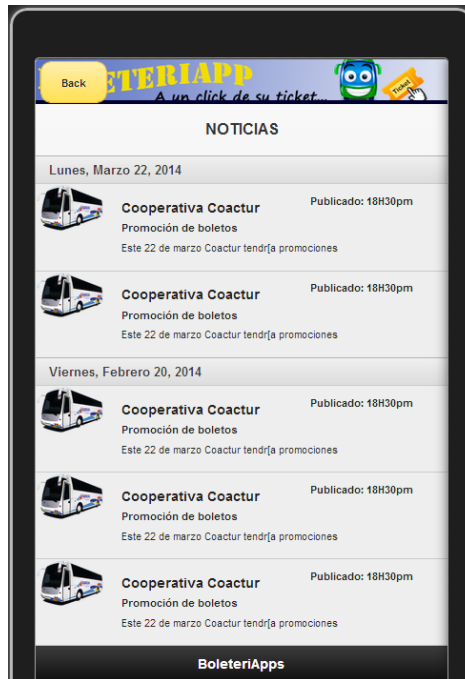 Back
ETERIAPP
A un click de su ticket...
Ticket
NOTICIAS
Lunes, Marzo 22, 2014
Cooperativa Coactur
Publicado: 18H30pm
Promoción de boletos
Este 22 de marzo Coactur tendr[a promociones
Cooperativa Coactur
Publicado: 18H30pm
Promoción de boletos
Este 22 de marzo Coactur tendr[a promociones
Viernes, Febrero 20, 2014
Cooperativa Coactur
Publicado: 18H30pm
Promoción de boletos
Este 22 de marzo Coactur tendr[a promociones
Cooperativa Coactur
Publicado: 18H30pm
Promoción de boletos
Este 22 de marzo Coactur tendr[a promociones
Cooperativa Coactur
Publicado: 18H30pm
Promoción de boletos
Este 22 de marzo Coactur tendr[a promociones
BoleteriApps